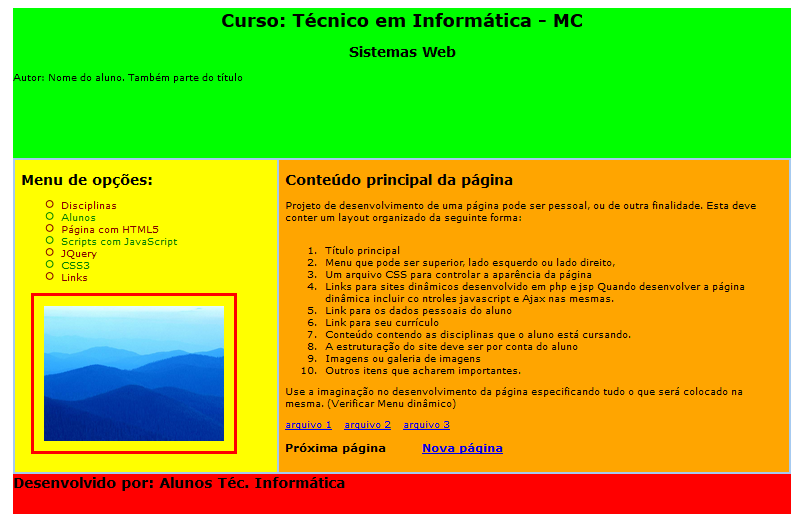 Curso: Técnico em Informática - MC
Sistemas Web
Autor: Nome do aluno. Também parte do título
Menu de opções:
Disciplinas
Alunos
Página com HTML5
Scripts com JavaScript
JQuery
CSS3
Links
Conteúdo principal da página
Projeto de desenvolvimento de uma página pode ser pessoal, ou de outra finalidade. Esta deve
conter um layout organizado da seguinte forma:
1. Título principal
2. Menu que pode ser superior, lado esquerdo ou lado direito,
3. Um arquivo CSS para controlar a aparência da página
4. Links para sites dinâmicos desenvolvido em php e jsp Quando desenvolver a página
dinâmica incluir co ntroles javascript e Ajax nas mesmas.
5. Link para os dados pessoais do aluno
6. Link para seu currículo
7. Conteúdo contendo as disciplinas que o aluno está cursando.
8. A estruturação do site deve ser por conta do aluno
9. Imagens ou galeria de imagens
10. Outros itens que acharem importantes.
Use a imaginação no desenvolvimento da página especificando tudo o que será colocado na
mesma. (Verificar Menu dinâmico)
arquivo 1 arquivo 2 arquivo 3
Próxima página Nova página
Desenvolvido por: Alunos Téc. Informática